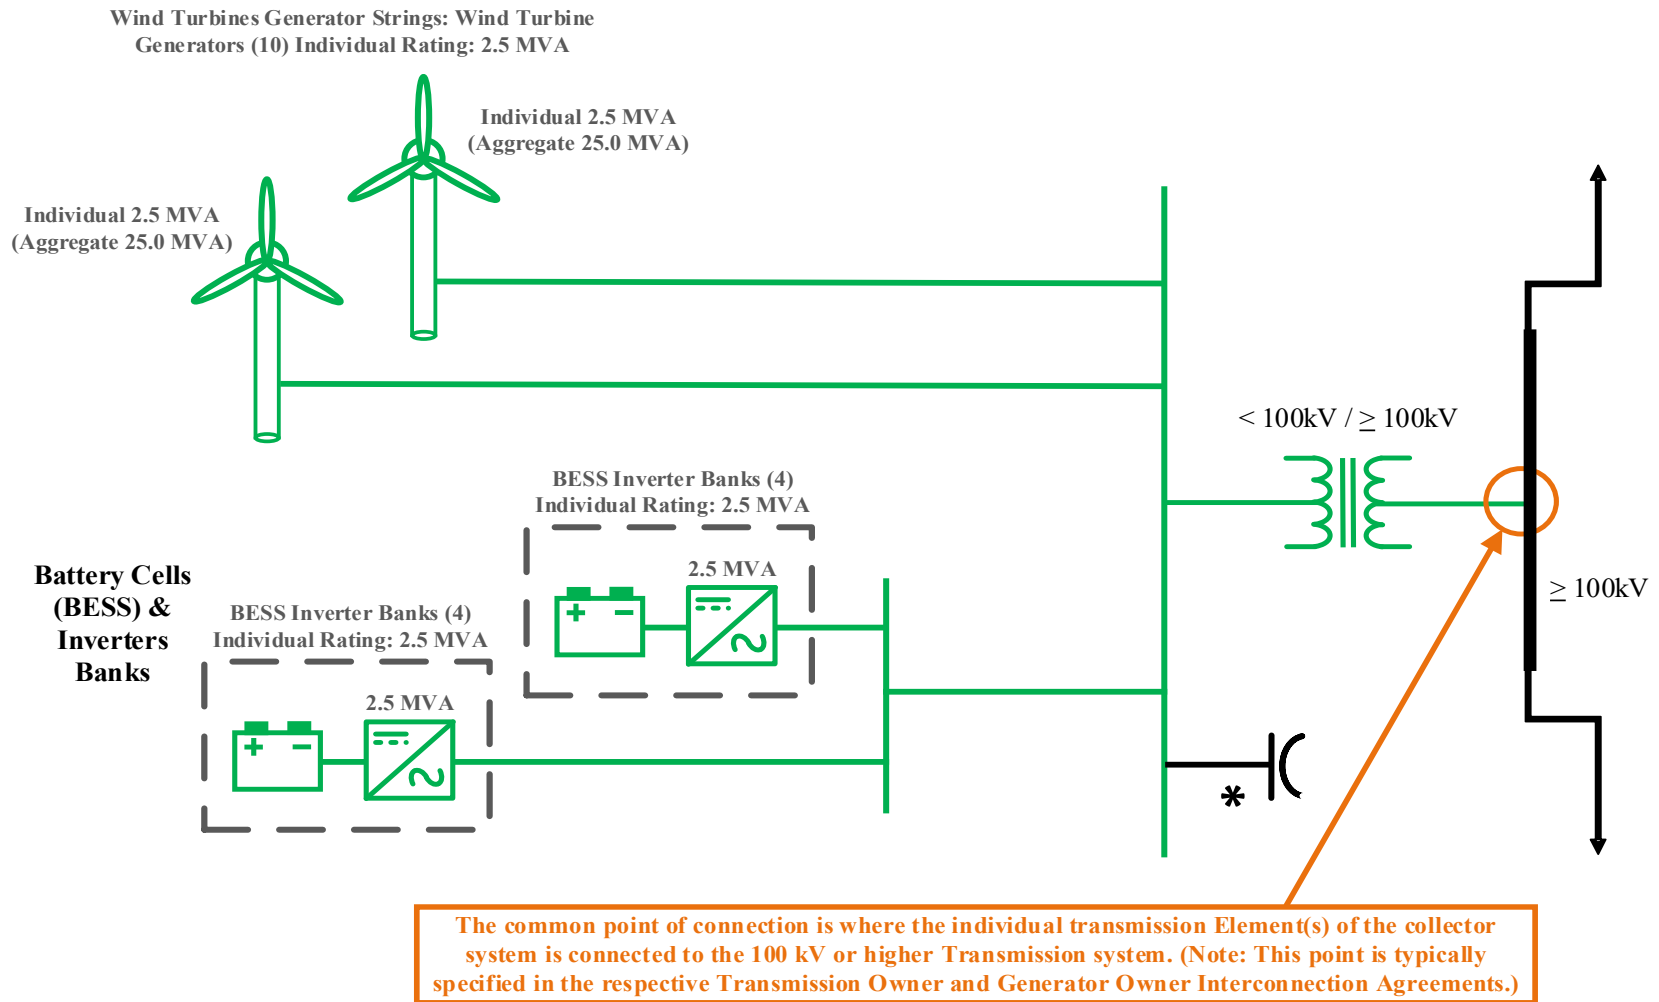 Wind Turbines Generator Strings: Wind Turbine
Generators (10) Individual Rating: 2.5 MVA
Individual 2.5 MVA
(Aggregate 25.0 MVA)
Individual 2.5 MVA
(Aggregate 25.0 MVA)
< 100kV / ≥ 100kV
BESS Inverter Banks (4)
Individual Rating: 2.5 MVA
2.5 MVA
+ −
Battery Cells
(BESS) &
Inverters
Banks
≥ 100kV
BESS Inverter Banks (4)
Individual Rating: 2.5 MVA
2.5 MVA
+ −
*
The common point of connection is where the individual transmission Element(s) of the collector
system is connected to the 100 kV or higher Transmission system. (Note: This point is typically
specified in the respective Transmission Owner and Generator Owner Interconnection Agreements.)